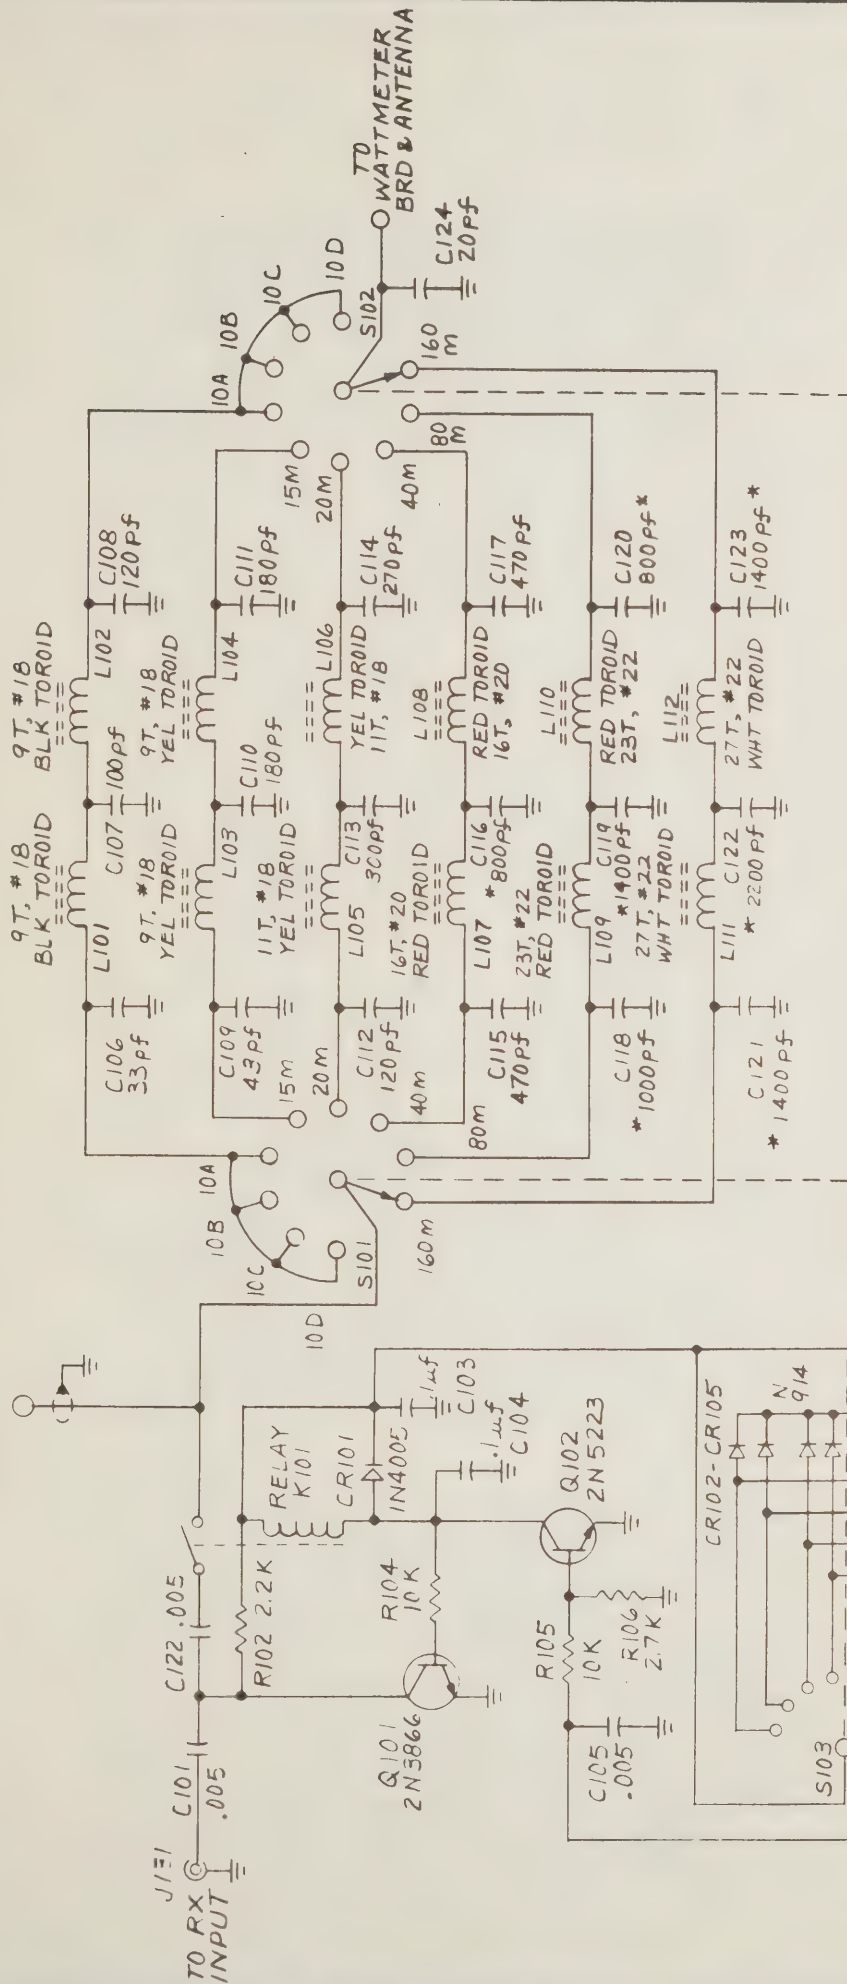 TO
WATTMETER
BRD & ANTENNA
10A
10B
10C
10D
S102
C124
20pf
160
M
80
M
40M
20M
15M
9T, #18
BLK TOROID
L101
C106
33pf
C107
100pf
9T, #18
BLK TOROID
L102
C108
120pf
9T, #18
YEL TOROID
L103
C109
43pf
C110
180pf
9T, #18
YEL TOROID
L104
C111
180pf
11T, #18
YEL TOROID
L105
C112
120pf
C113
300pf
L106
YEL TOROID
11T, #18
C114
270pf
16T, #20
RED TOROID
L107
C115
470pf
C116
* 800pf
L108
RED TOROID
16T, #20
C117
470pf
23T, #22
RED TOROID
L109
C118
* 1000pf
C119
*1400pf
L110
RED TOROID
23T, #22
C120
800pf*
27T, #22
WHT TOROID
L111
C121
* 1400pf
C122
* 2200pf
L112
27T, #22
WHT TOROID
C123
1400pf *
10A
10B
10C
10D
S101
15M
20M
40M
80M
160M
TO RX
INPUT
C101
.005
C122 .005
R102 2.2K
RELAY
K101
CR101
1N4005
.1uf
C103
.1uf
C104
R104
10K
Q101
2N3866
Q102
2N5223
R105
10K
R106
2.7K
C105
.005
CR102-CR105
N
914
S103